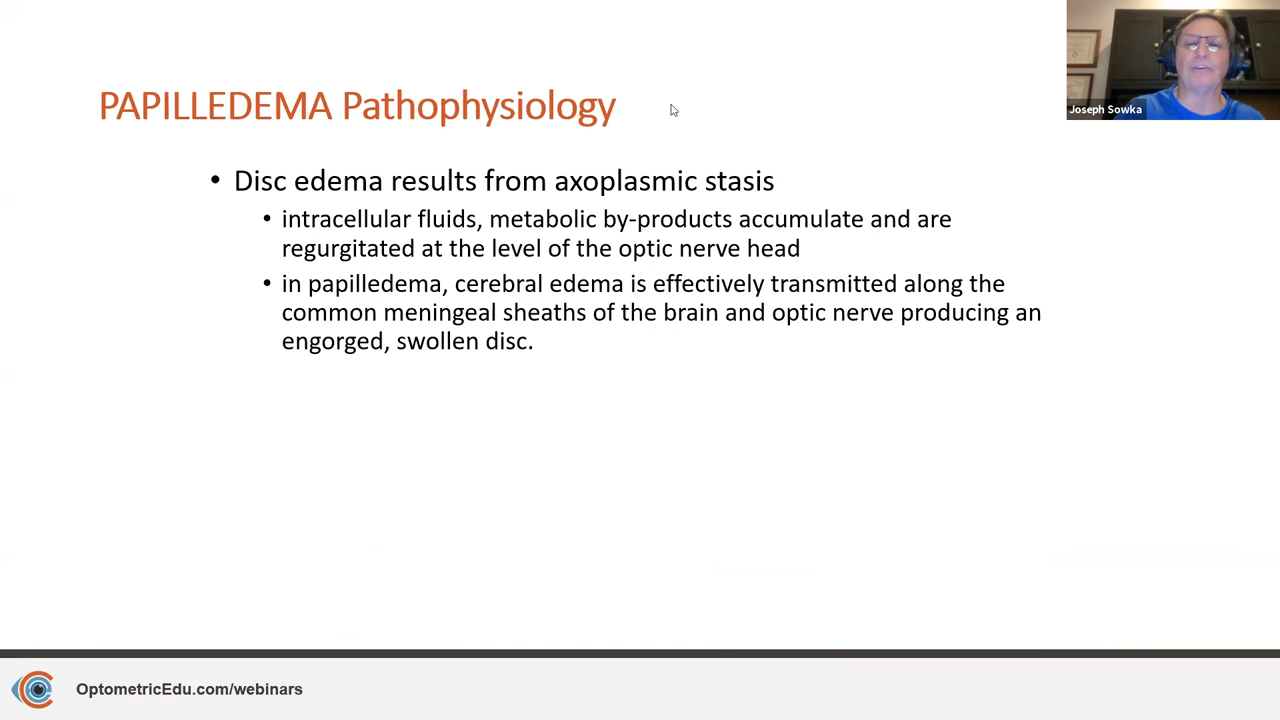 PAPILLEDEMA Pathophysiology
Joseph Sowka
• Disc edema results from axoplasmic stasis
• intracellular fluids, metabolic by-products accumulate and are
regurgitated at the level of the optic nerve head
• in papilledema, cerebral edema is effectively transmitted along the
common meningeal sheaths of the brain and optic nerve producing an
engorged, swollen disc.
OptometricEdu.com/webinars